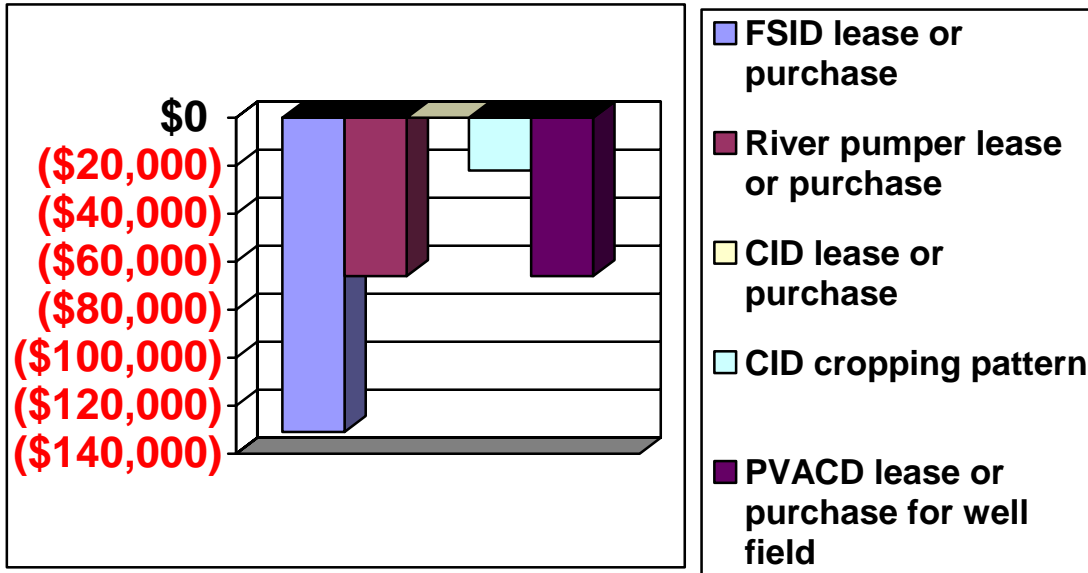 $0
($20,000)
($40,000)
($60,000)
($80,000)
($100,000)
($120,000)
($140,000)
FSID lease or
purchase
River pumper lease
or purchase
CID lease or
purchase
CID cropping pattern
PVACD lease or
purchase for well
field